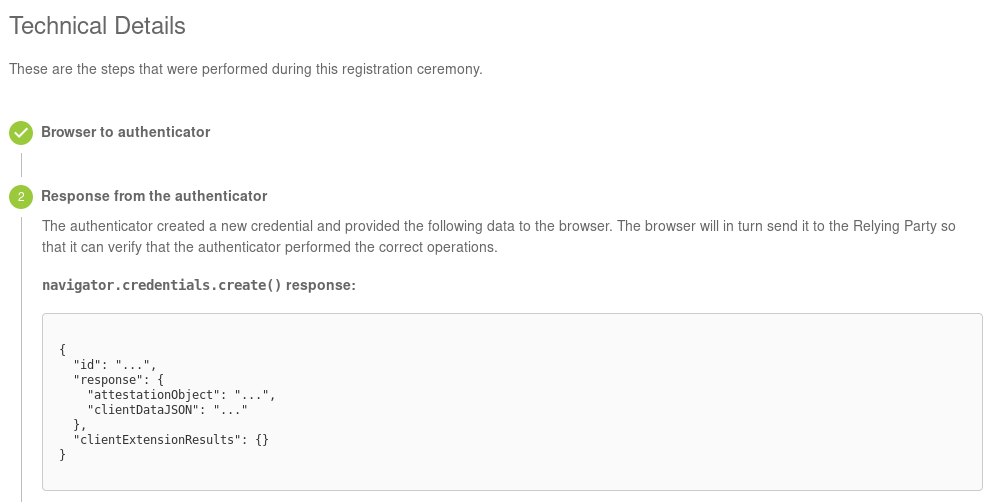 Technical Details
These are the steps that were performed during this registration ceremony.
Browser to authenticator
2 Response from the authenticator
The authenticator created a new credential and provided the following data to the browser. The browser will in turn send it to the Relying Party so
that it can verify that the authenticator performed the correct operations.
navigator.credentials.create() response:
{
  "id": "...",
  "response": {
    "attestationObject": "...",
    "clientDataJSON": "..."
  },
  "clientExtensionResults": {}
}